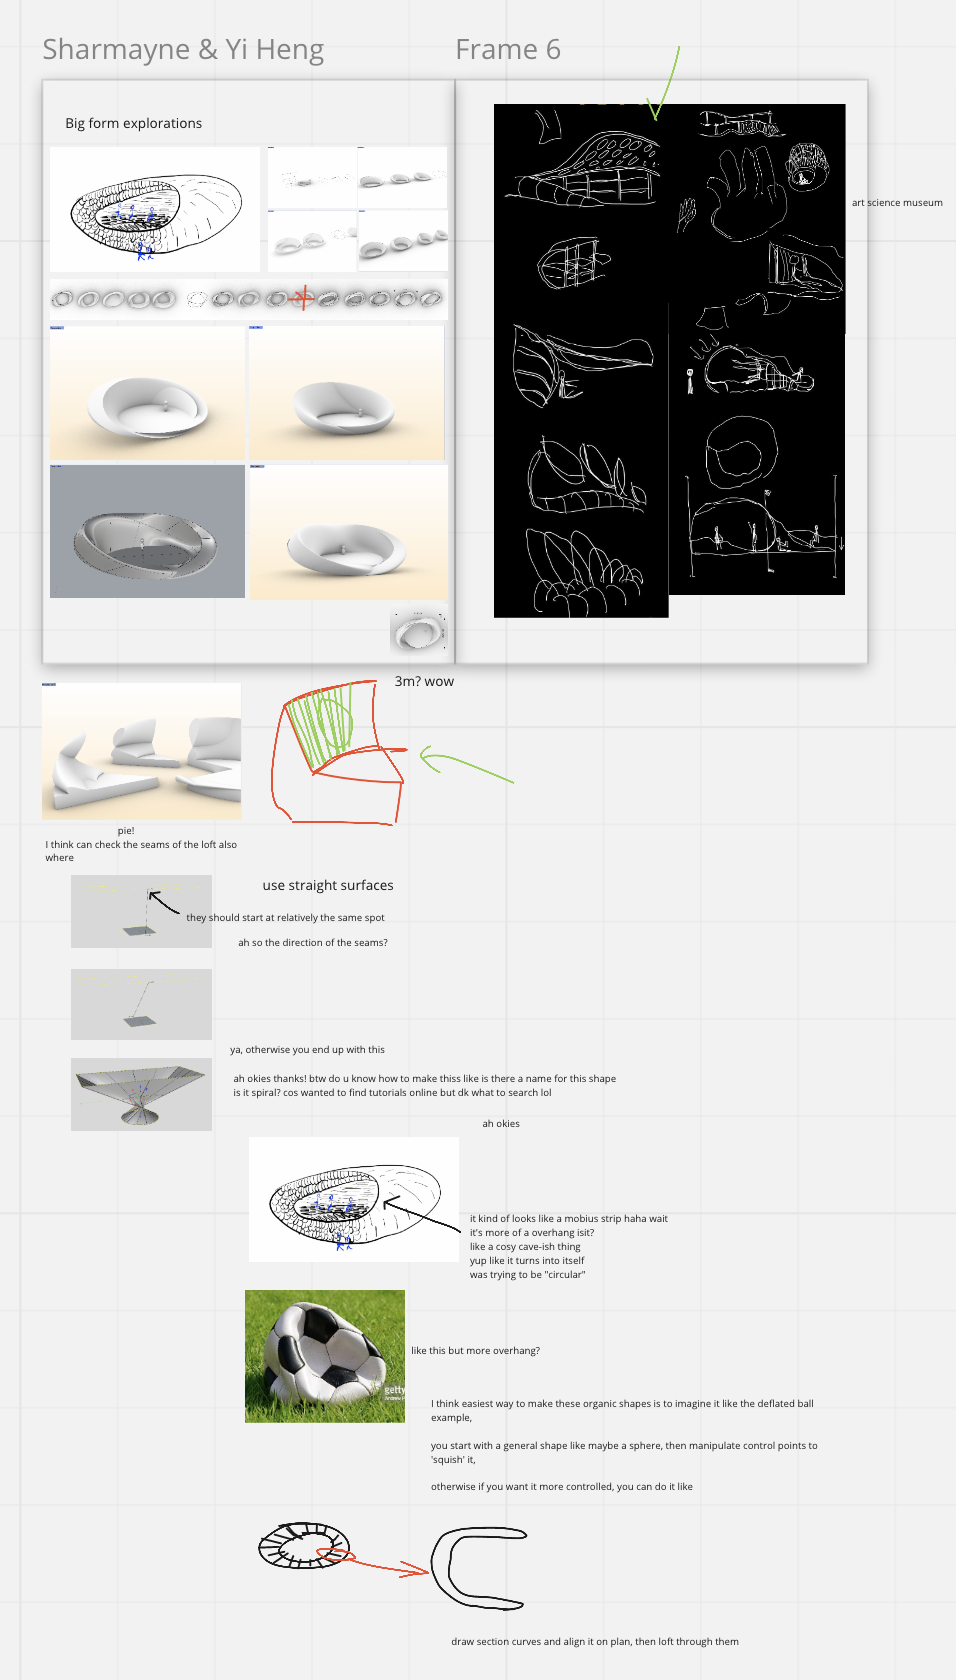 Sharmayne & Yi Heng
Frame 6
Big form explorations
art science museum
3m? wow
pie!
I think can check the seams of the loft also
where
use straight surfaces
they should start at relatively the same spot
ah so the direction of the seams?
ya, otherwise you end up with this
ah okies thanks! btw do u know how to make thiss like is there a name for this shape
is it spiral? cos wanted to find tutorials online but dk what to search lol
ah okies
it kind of looks like a mobius strip haha wait
it's more of a overhang isit?
like a cosy cave-ish thing
yup like it turns into itself
was trying to be "circular"
like this but more overhang?
getty
I think easiest way to make these organic shapes is to imagine it like the deflated ball
example,
you start with a general shape like maybe a sphere, then manipulate control points to
'squish' it,
otherwise if you want it more controlled, you can do it like
draw section curves and align it on plan, then loft through them